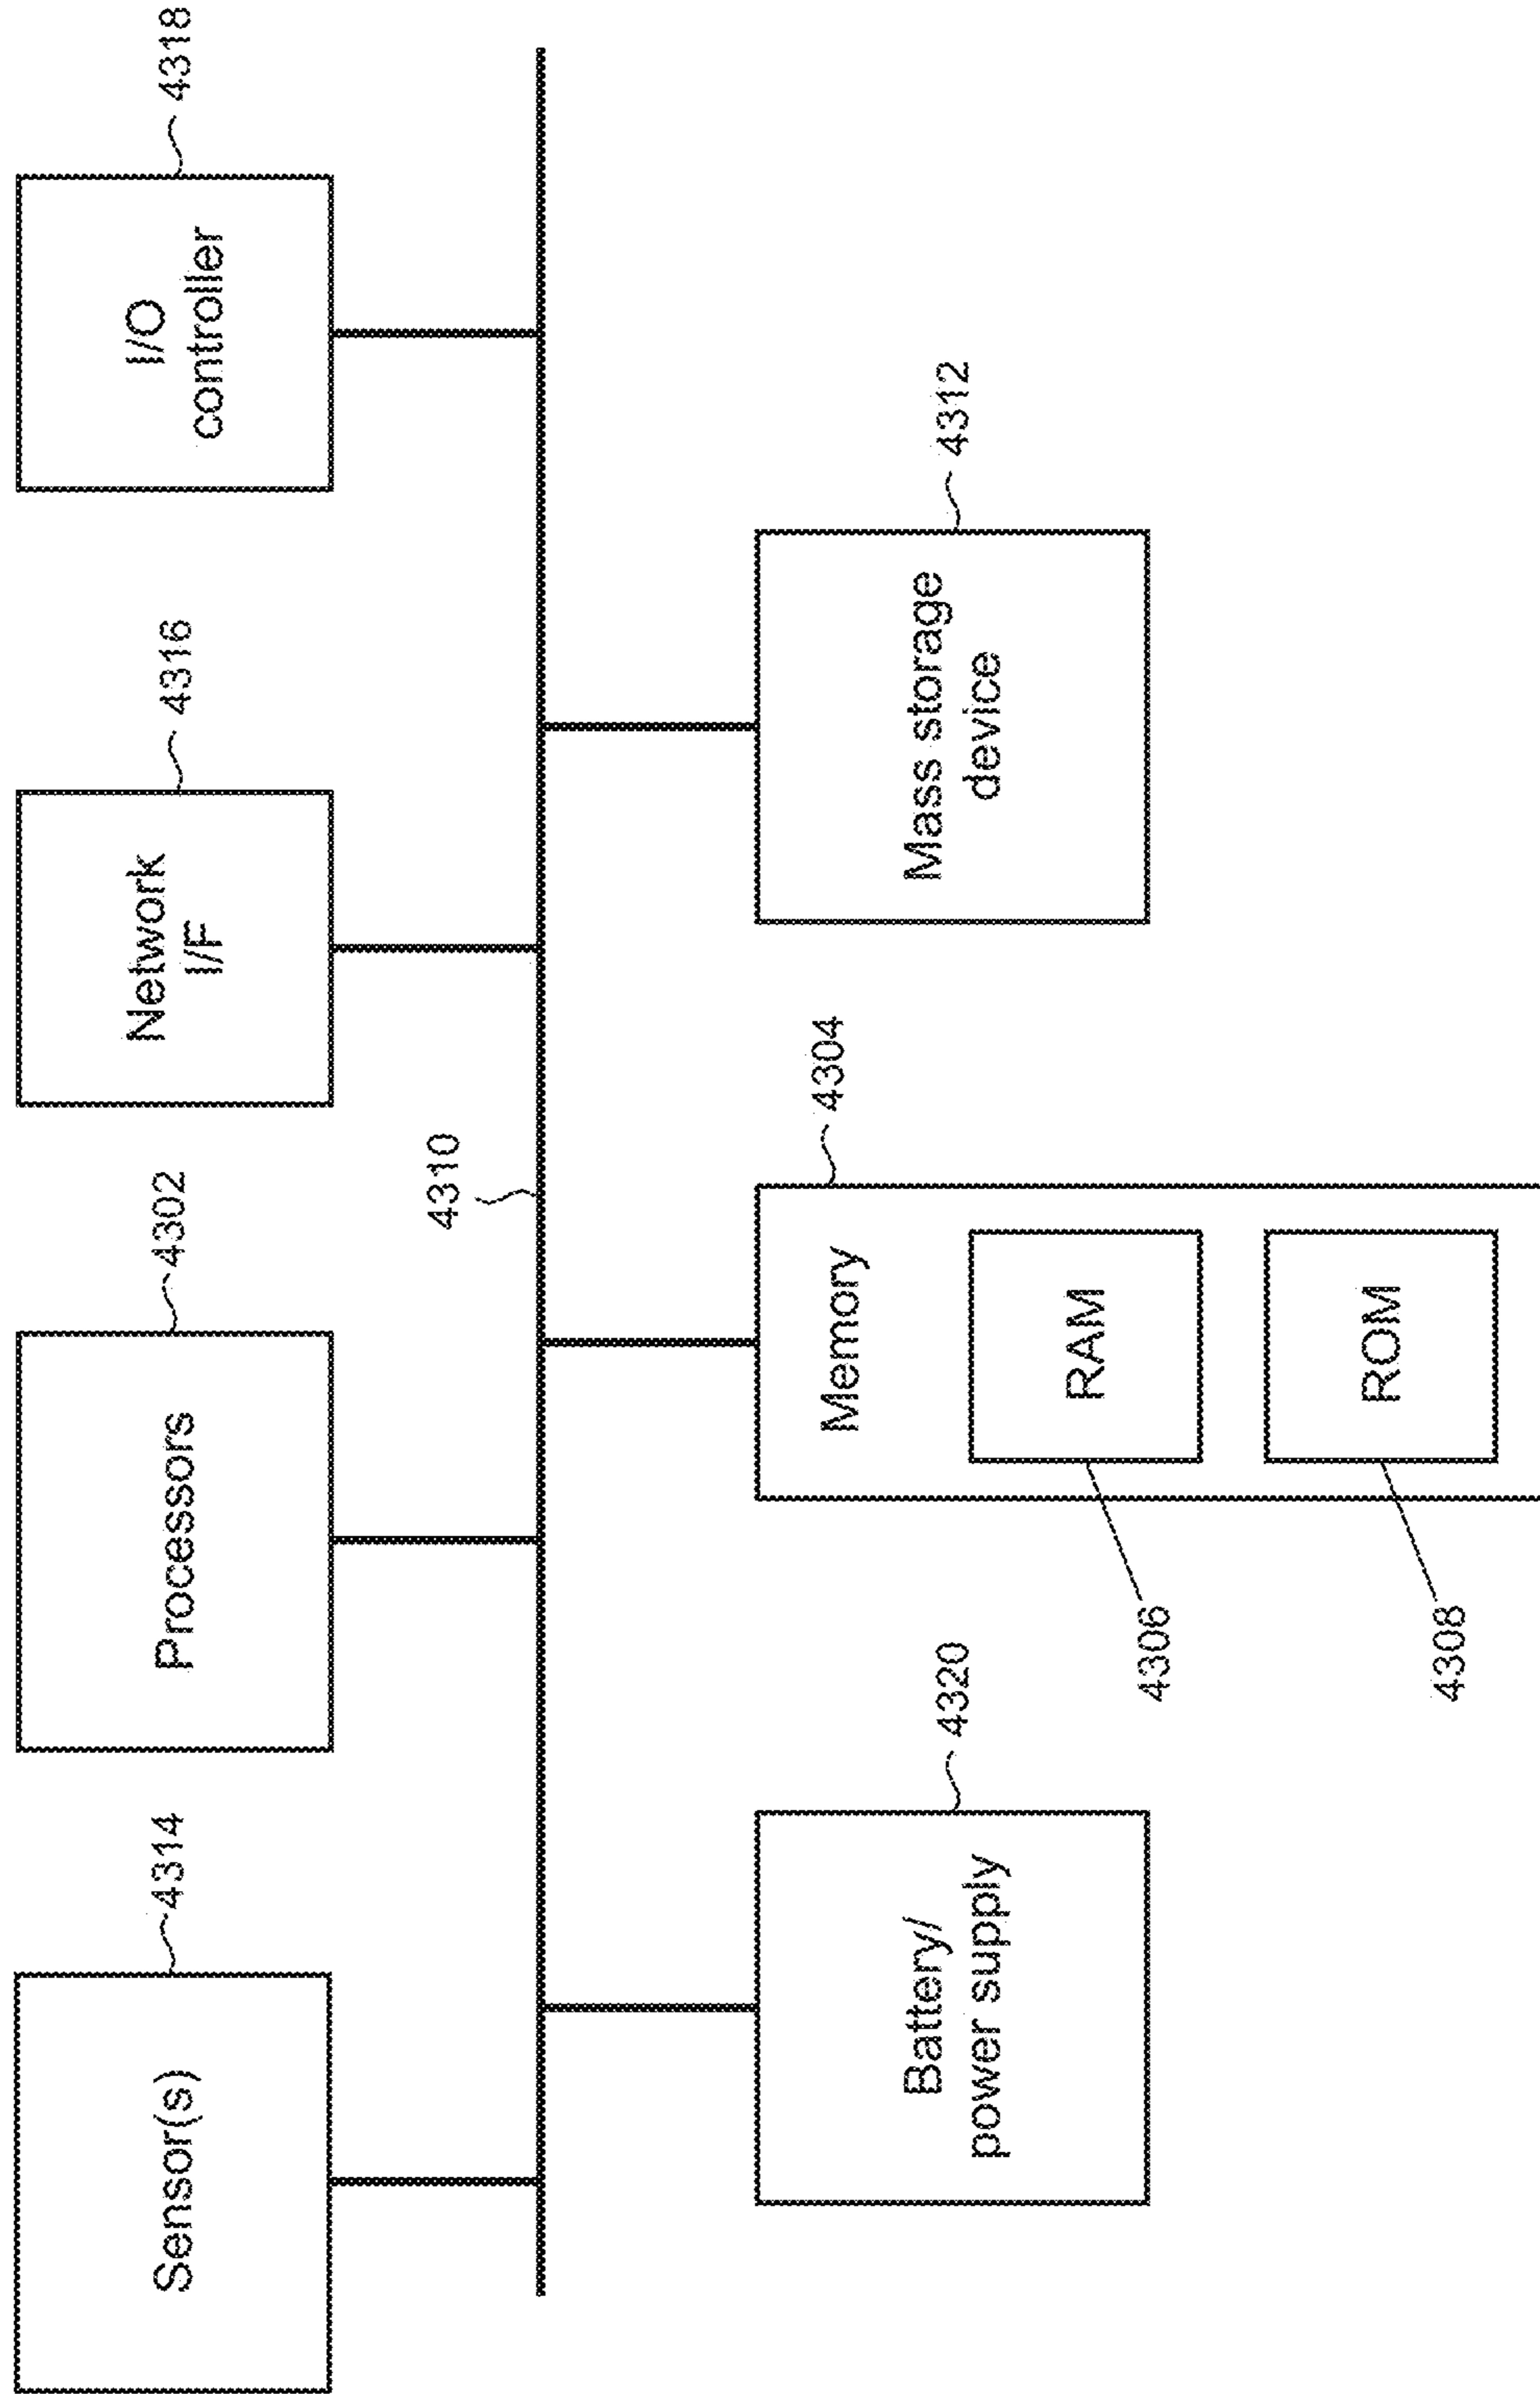 Sensor(s)
4314
Processors
4302
Network
I/F
4316
I/O
controller
4318
4310
Battery/
power supply
4320
Memory
4304
RAM
4306
ROM
4308
Mass storage
device
4312